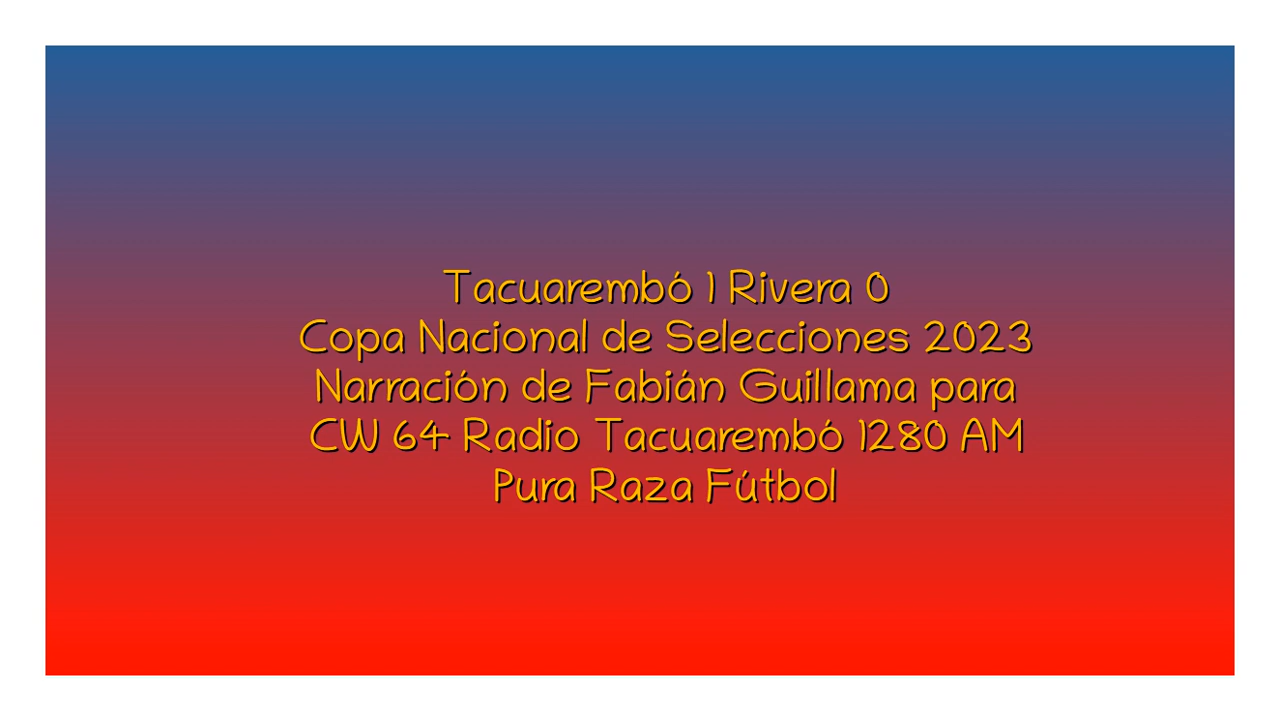 Tacuarembó 1 Rivera 0
Copa Nacional de Selecciones 2023
Narración de Fabián Guillama para
CW 64 Radio Tacuarembó 1280 AM
Pura Raza Fútbol